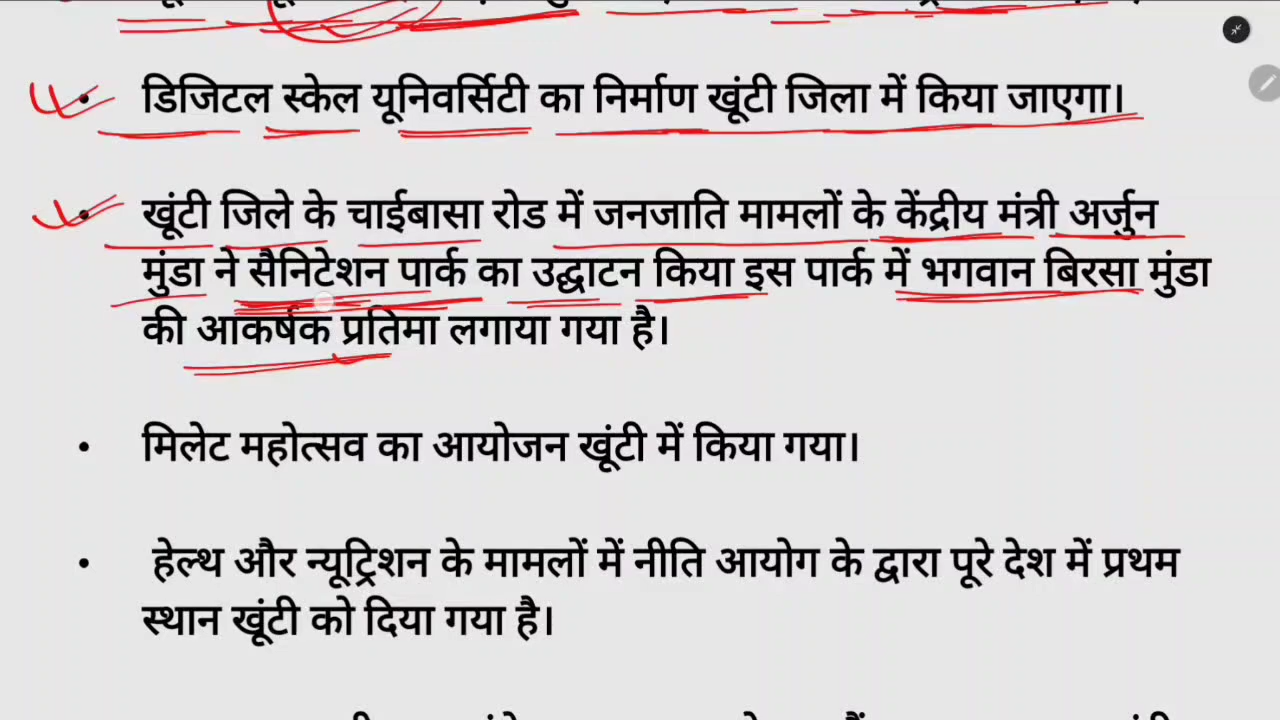 • डिजिटल स्केल यूनिवर्सिटी का निर्माण खूंटी जिला में किया जाएगा।
• खूंटी जिले के चाईबासा रोड में जनजाति मामलों के केंद्रीय मंत्री अर्जुन
मुंडा ने सैनिटेशन पार्क का उद्घाटन किया इस पार्क में भगवान बिरसा मुंडा
की आकर्षक प्रतिमा लगाया गया है।
• मिलेट महोत्सव का आयोजन खूंटी में किया गया।
• हेल्थ और न्यूट्रिशन के मामलों में नीति आयोग के द्वारा पूरे देश में प्रथम
स्थान खूंटी को दिया गया है।